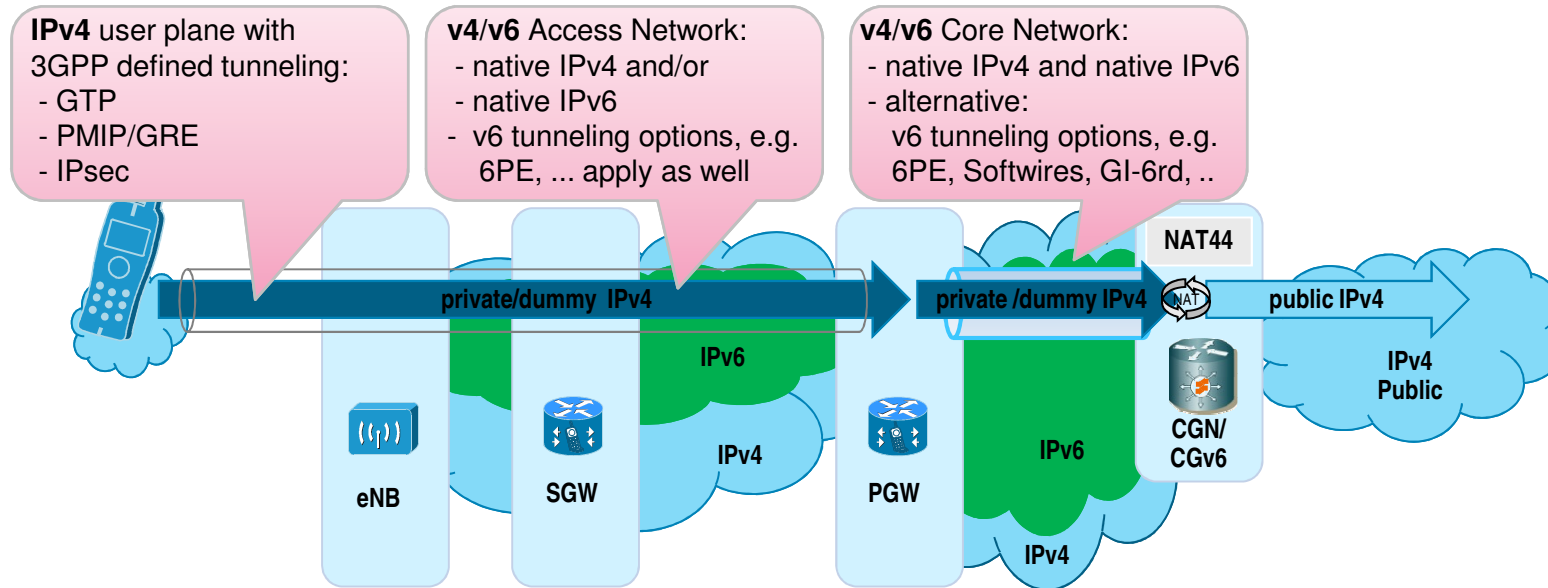 IPv4 user plane with
3GPP defined tunneling:
- GTP
- PMIP/GRE
- IPsec
v4/v6 Access Network:
- native IPv4 and/or
- native IPv6
- v6 tunneling options, e.g.
6PE, ... apply as well
v4/v6 Core Network:
- native IPv4 and native IPv6
- alternative:
v6 tunneling options, e.g.
6PE, Softwires, GI-6rd, ..
NAT44
private/dummy IPv4
private /dummy IPv4
NAT
public IPv4
IPv6
IPv4
Public
IPv4
IPv6
CGN/
CGv6
eNB
SGW
PGW
IPv4